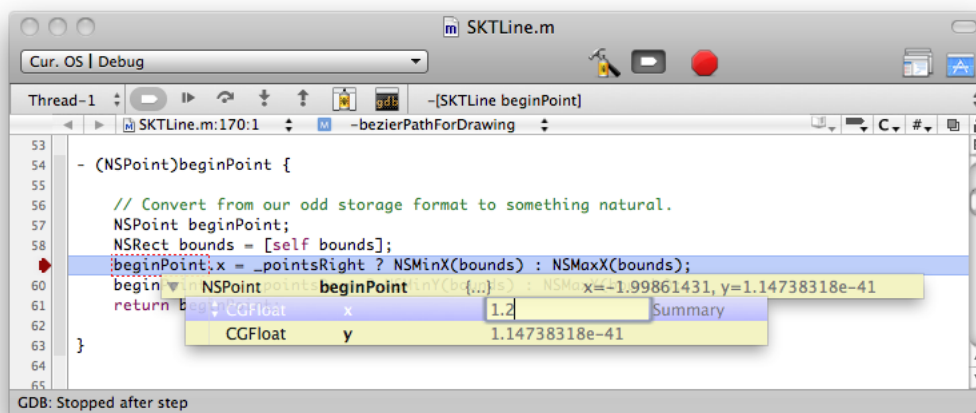 SKTLine.m
Cur. OS | Debug
Thread-1 gdb -[SKTLine beginPoint]
SKTLine.m:170:1 M -bezierPathForDrawing C #
53
54 - (NSPoint)beginPoint {
55
56 // Convert from our odd storage format to something natural.
57 NSPoint beginPoint;
58 NSRect bounds = [self bounds];
beginPoint.x = _pointsRight ? NSMinX(bounds) : NSMaxX(bounds);
60 begin NSPoint beginPoint {...} x=-1.99861431, y=1.14738318e-41
61 return CGFloat x 1.2 Summary
62 CGFloat y 1.14738318e-41
63 }
64
65
GDB: Stopped after step